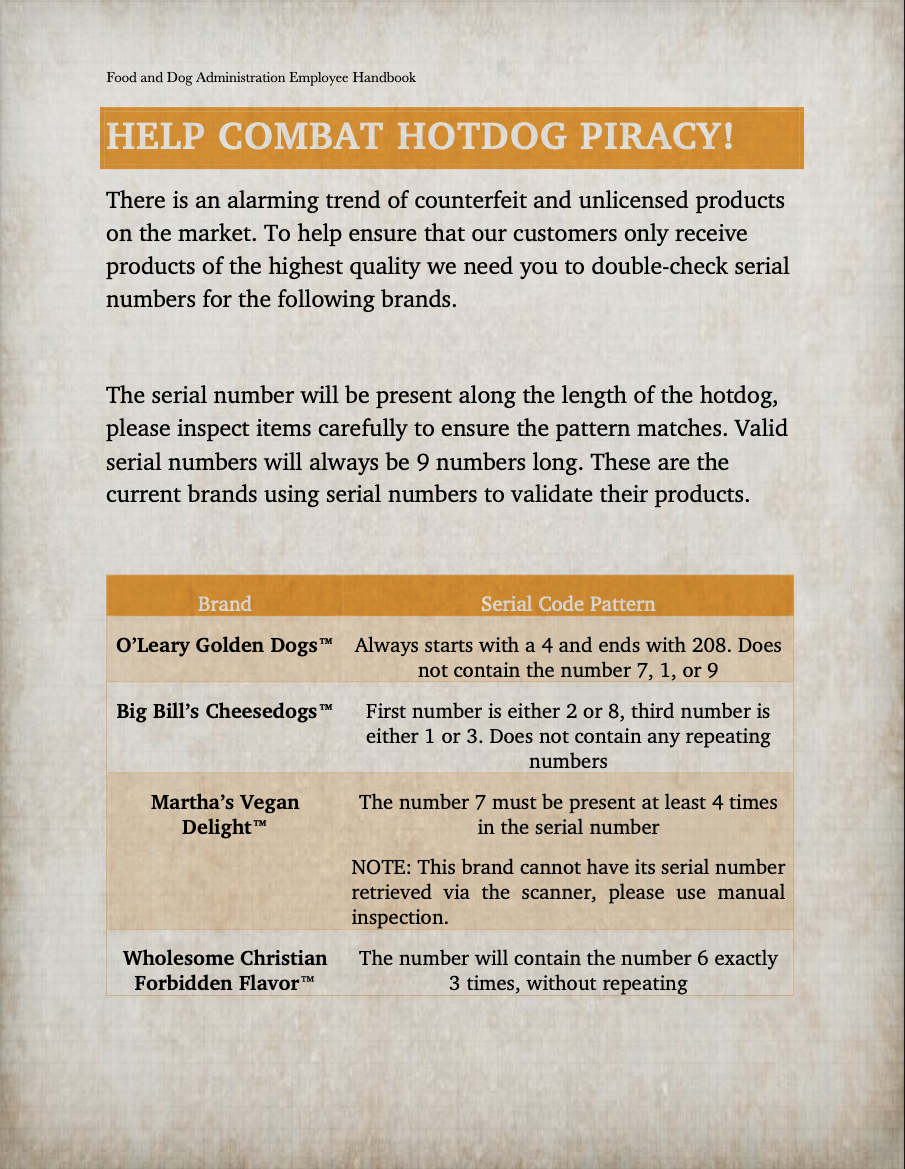 Food and Dog Administration Employee Handbook
HELP COMBAT HOTDOG PIRACY!
There is an alarming trend of counterfeit and unlicensed products
on the market. To help ensure that our customers only receive
products of the highest quality we need you to double-check serial
numbers for the following brands.
The serial number will be present along the length of the hotdog,
please inspect items carefully to ensure the pattern matches. Valid
serial numbers will always be 9 numbers long. These are the
current brands using serial numbers to validate their products.
Brand
Serial Code Pattern
O’Leary Golden Dogs™
Always starts with a 4 and ends with 208. Does
not contain the number 7, 1, or 9
Big Bill’s Cheesedogs™
First number is either 2 or 8, third number is
either 1 or 3. Does not contain any repeating
numbers
Martha’s Vegan
Delight™
The number 7 must be present at least 4 times
in the serial number
NOTE: This brand cannot have its serial number
retrieved via the scanner, please use manual
inspection.
Wholesome Christian
Forbidden Flavor™
The number will contain the number 6 exactly
3 times, without repeating